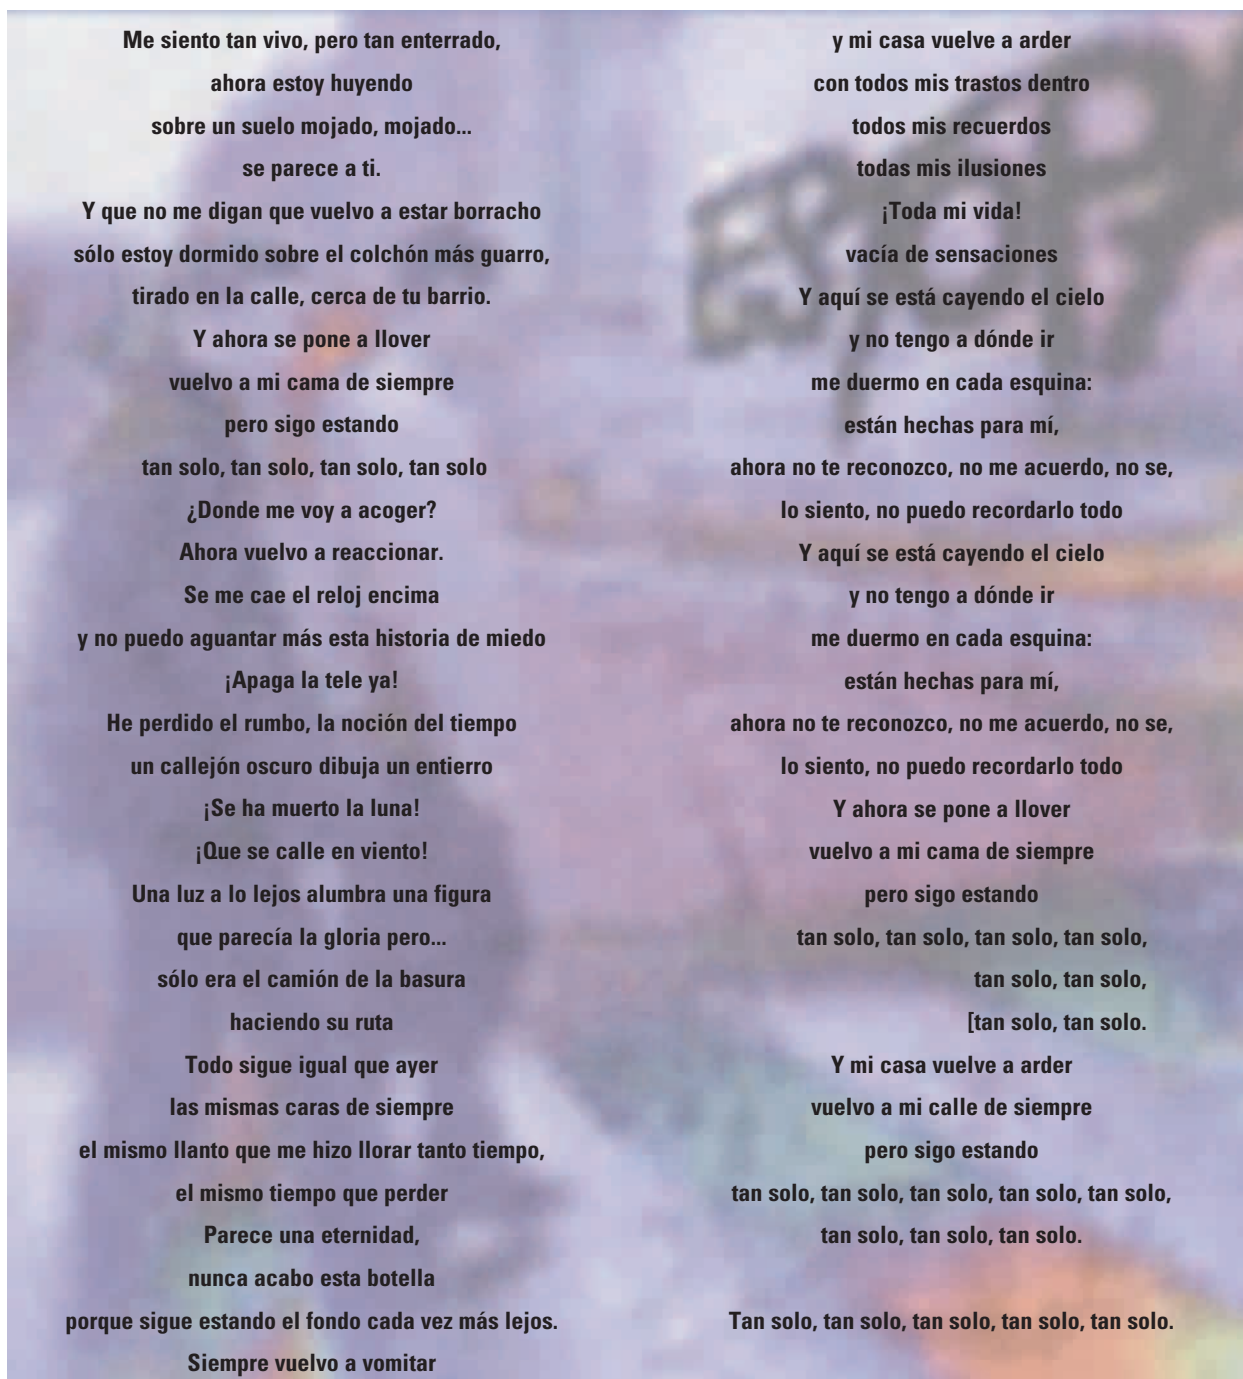 Me siento tan vivo, pero tan enterrado,
ahora estoy huyendo
sobre un suelo mojado, mojado...
se parece a ti.
Y que no me digan que vuelvo a estar borracho
sólo estoy dormido sobre el colchón más guarro,
tirado en la calle, cerca de tu barrio.
Y ahora se pone a llover
vuelvo a mi cama de siempre
pero sigo estando
tan solo, tan solo, tan solo, tan solo
¿Donde me voy a acoger?
Ahora vuelvo a reaccionar.
Se me cae el reloj encima
y no puedo aguantar más esta historia de miedo
¡Apaga la tele ya!
He perdido el rumbo, la noción del tiempo
un callejón oscuro dibuja un entierro
¡Se ha muerto la luna!
¡Que se calle en viento!
Una luz a lo lejos alumbra una figura
que parecía la gloria pero...
sólo era el camión de la basura
haciendo su ruta
Todo sigue igual que ayer
las mismas caras de siempre
el mismo llanto que me hizo llorar tanto tiempo,
el mismo tiempo que perder
Parece una eternidad,
nunca acabo esta botella
porque sigue estando el fondo cada vez más lejos.
Siempre vuelvo a vomitar
y mi casa vuelve a arder
con todos mis trastos dentro
todos mis recuerdos
todas mis ilusiones
¡Toda mi vida!
vacía de sensaciones
Y aquí se está cayendo el cielo
y no tengo a dónde ir
me duermo en cada esquina:
están hechas para mí,
ahora no te reconozco, no me acuerdo, no se,
lo siento, no puedo recordarlo todo
Y aquí se está cayendo el cielo
y no tengo a dónde ir
me duermo en cada esquina:
están hechas para mí,
ahora no te reconozco, no me acuerdo, no se,
lo siento, no puedo recordarlo todo
Y ahora se pone a llover
vuelvo a mi cama de siempre
pero sigo estando
tan solo, tan solo, tan solo, tan solo,
tan solo, tan solo,
[tan solo, tan solo.
Y mi casa vuelve a arder
vuelvo a mi calle de siempre
pero sigo estando
tan solo, tan solo, tan solo, tan solo, tan solo,
tan solo, tan solo, tan solo.
Tan solo, tan solo, tan solo, tan solo, tan solo.